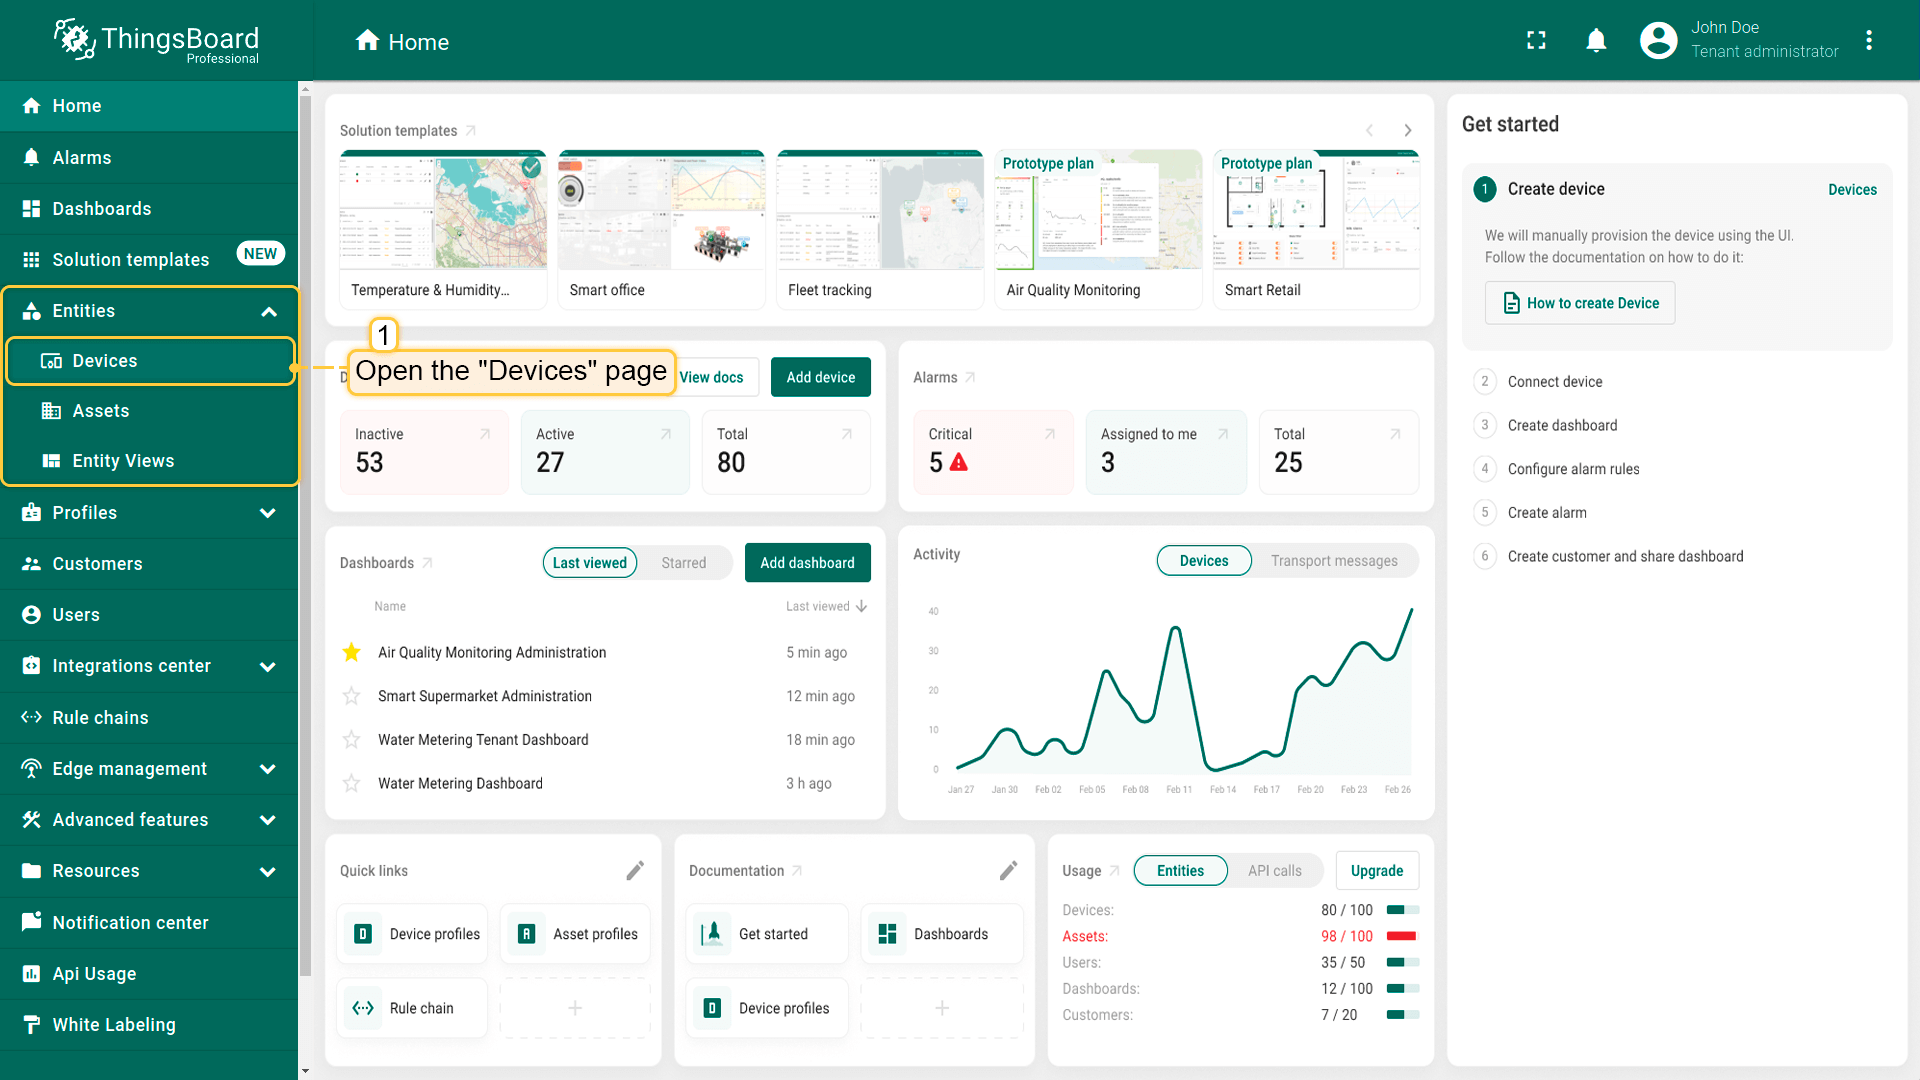 ThingsBoard
Professional
Home
John Doe
Tenant administrator
Home
Alarms
Dashboards
Solution templates
NEW
Entities
Devices
Assets
Entity Views
Profiles
Customers
Users
Integrations center
Rule chains
Edge management
Advanced features
Resources
Notification center
Api Usage
White Labeling
Solution templates
Temperature & Humidity...
Smart office
Fleet tracking
Prototype plan
Air Quality Monitoring
Prototype plan
Smart Retail
1
Open the "Devices" page
D
View docs
Add device
Inactive
53
Active
27
Total
80
Alarms
Critical
5
Assigned to me
3
Total
25
Dashboards
Last viewed
Starred
Add dashboard
Name
Last viewed
Air Quality Monitoring Administration
5 min ago
Smart Supermarket Administration
12 min ago
Water Metering Tenant Dashboard
18 min ago
Water Metering Dashboard
3 h ago
Activity
Devices
Transport messages
40
30
20
10
0
Jan 27 Jan 30 Feb 02 Feb 05 Feb 08 Feb 11 Feb 14 Feb 17 Feb 20 Feb 23 Feb 26
Quick links
D
Device profiles
A
Asset profiles
Rule chain
+
Documentation
Get started
Dashboards
D
Device profiles
+
Usage
Entities
API calls
Upgrade
Devices: 80 / 100
Assets: 98 / 100
Users: 35 / 50
Dashboards: 12 / 100
Customers: 7 / 20
Get started
1 Create device
Devices
We will manually provision the device using the UI.
Follow the documentation on how to do it:
How to create Device
2 Connect device
3 Create dashboard
4 Configure alarm rules
5 Create alarm
6 Create customer and share dashboard